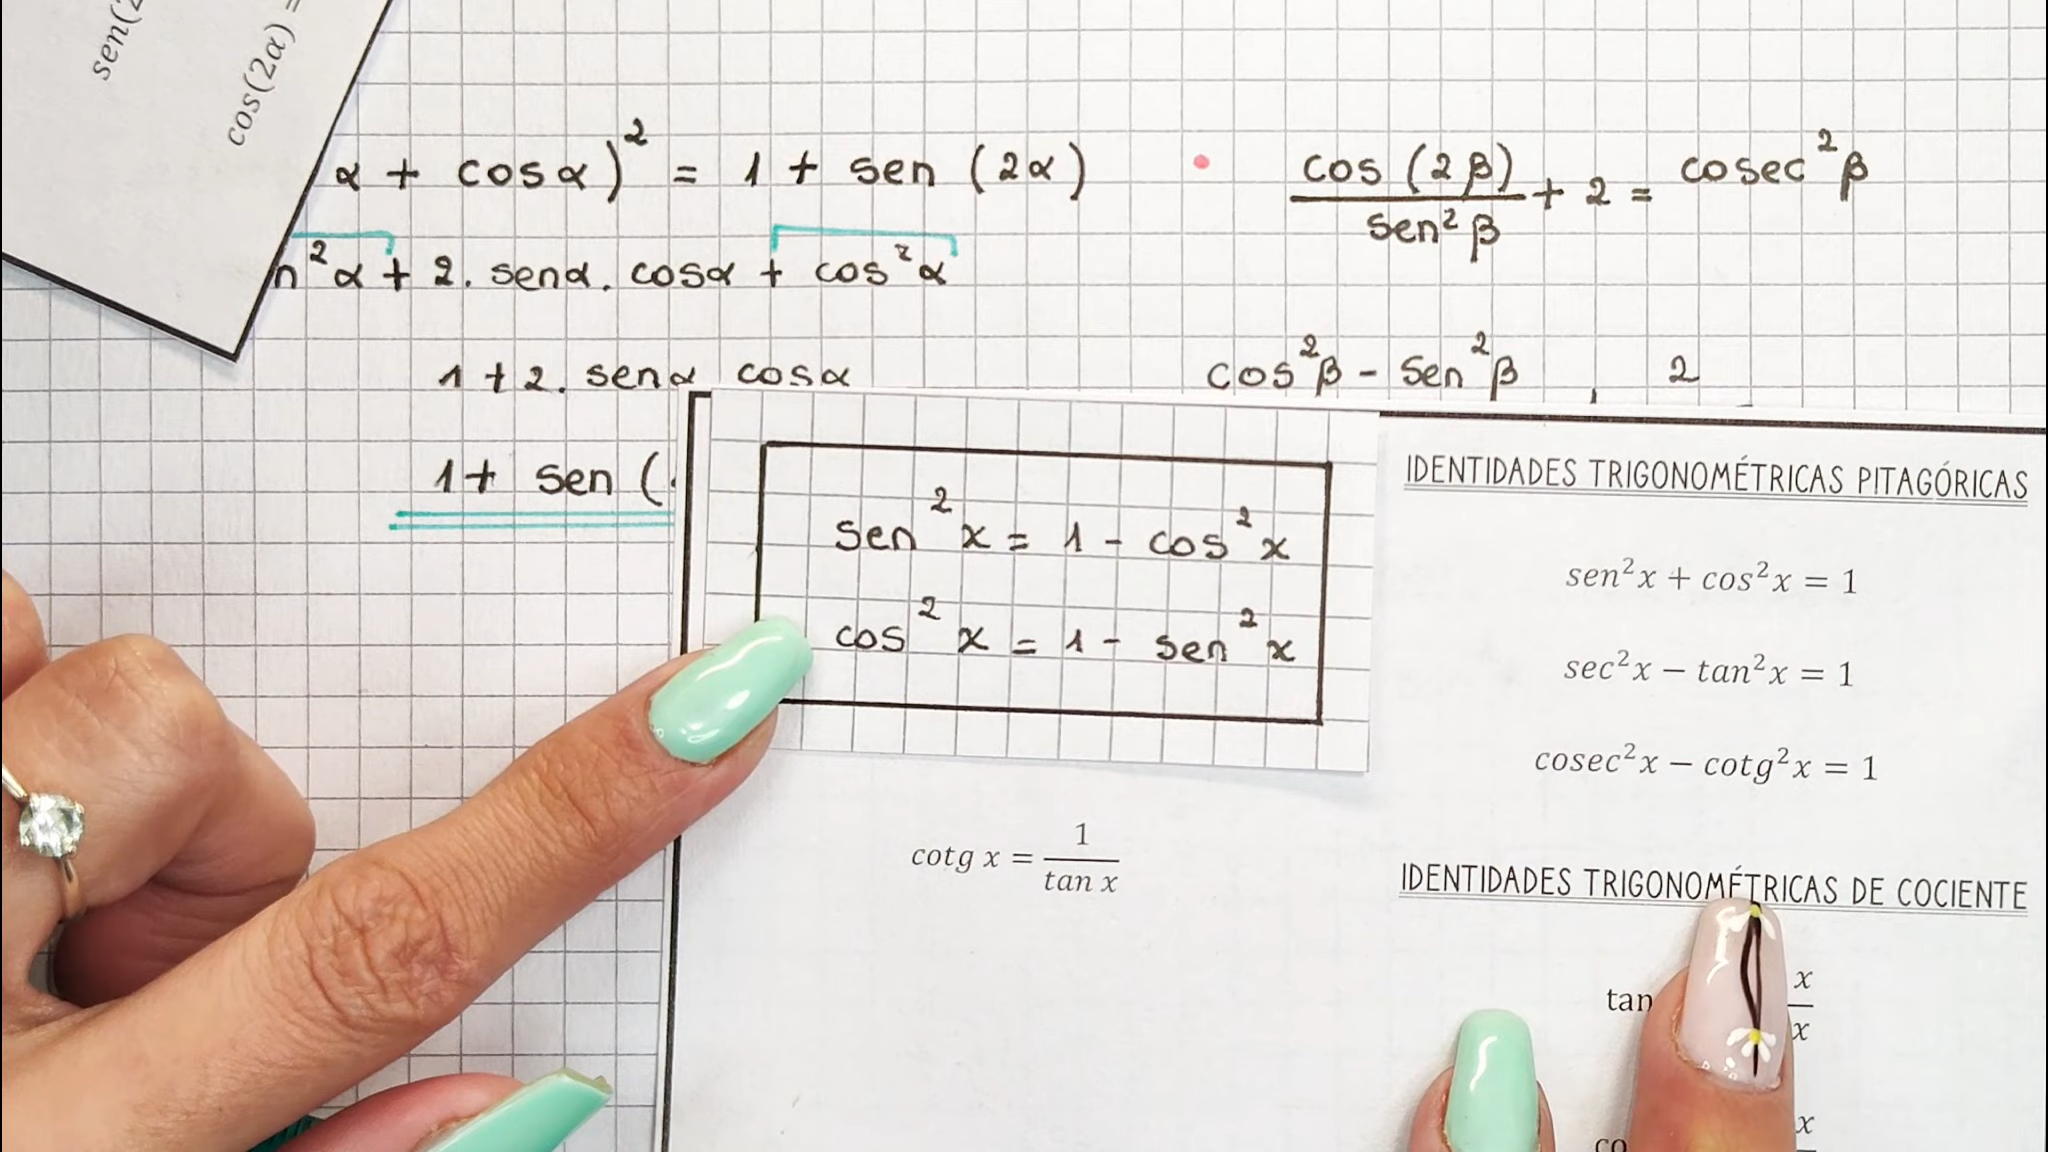 sen(2
cos(2α) =
α + cosα)² = 1 + sen (2α)
n²α + 2. senα. cosα + cos²α
1 + 2. senα cosα
1 + sen (
cos (2β)
sen²β
+ 2 = cosec²β
cos²β - sen²β 2
sen²x = 1 - cos²x
cos²x = 1 - sen²x
cotg x = 1
tan x
IDENTIDADES TRIGONOMÉTRICAS PITAGÓRICAS
sen²x + cos²x = 1
sec²x − tan²x = 1
cosec²x − cotg²x = 1
IDENTIDADES TRIGONOMÉTRICAS DE COCIENTE
tan x
x
co x